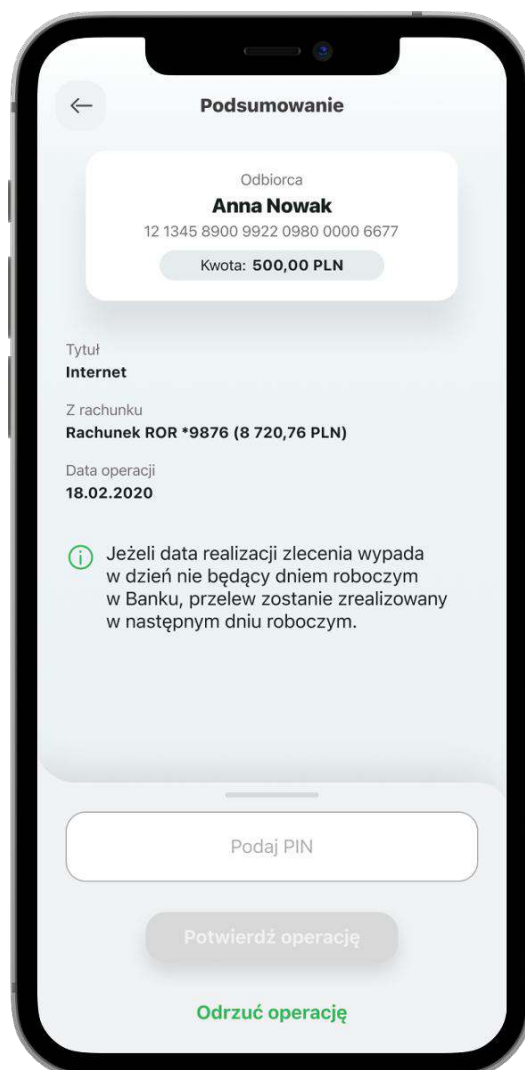 Podsumowanie
Odbiorca
Anna Nowak
12 1345 8900 9922 0980 0000 6677
Kwota: 500,00 PLN
Tytuł
Internet
Z rachunku
Rachunek ROR *9876 (8 720,76 PLN)
Data operacji
18.02.2020
Jeżeli data realizacji zlecenia wypada
w dzień nie będący dniem roboczym
w Banku, przelew zostanie zrealizowany
w następnym dniu roboczym.
Podaj PIN
Potwierdź operację
Odrzuć operację